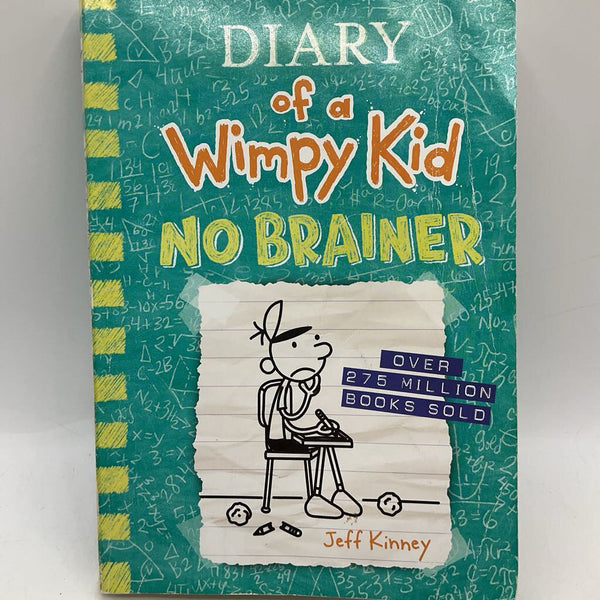 DIARY
of a
Wimpy Kid
NO BRAINER
OVER
275 MILLION
BOOKS SOLD
Jeff Kinney